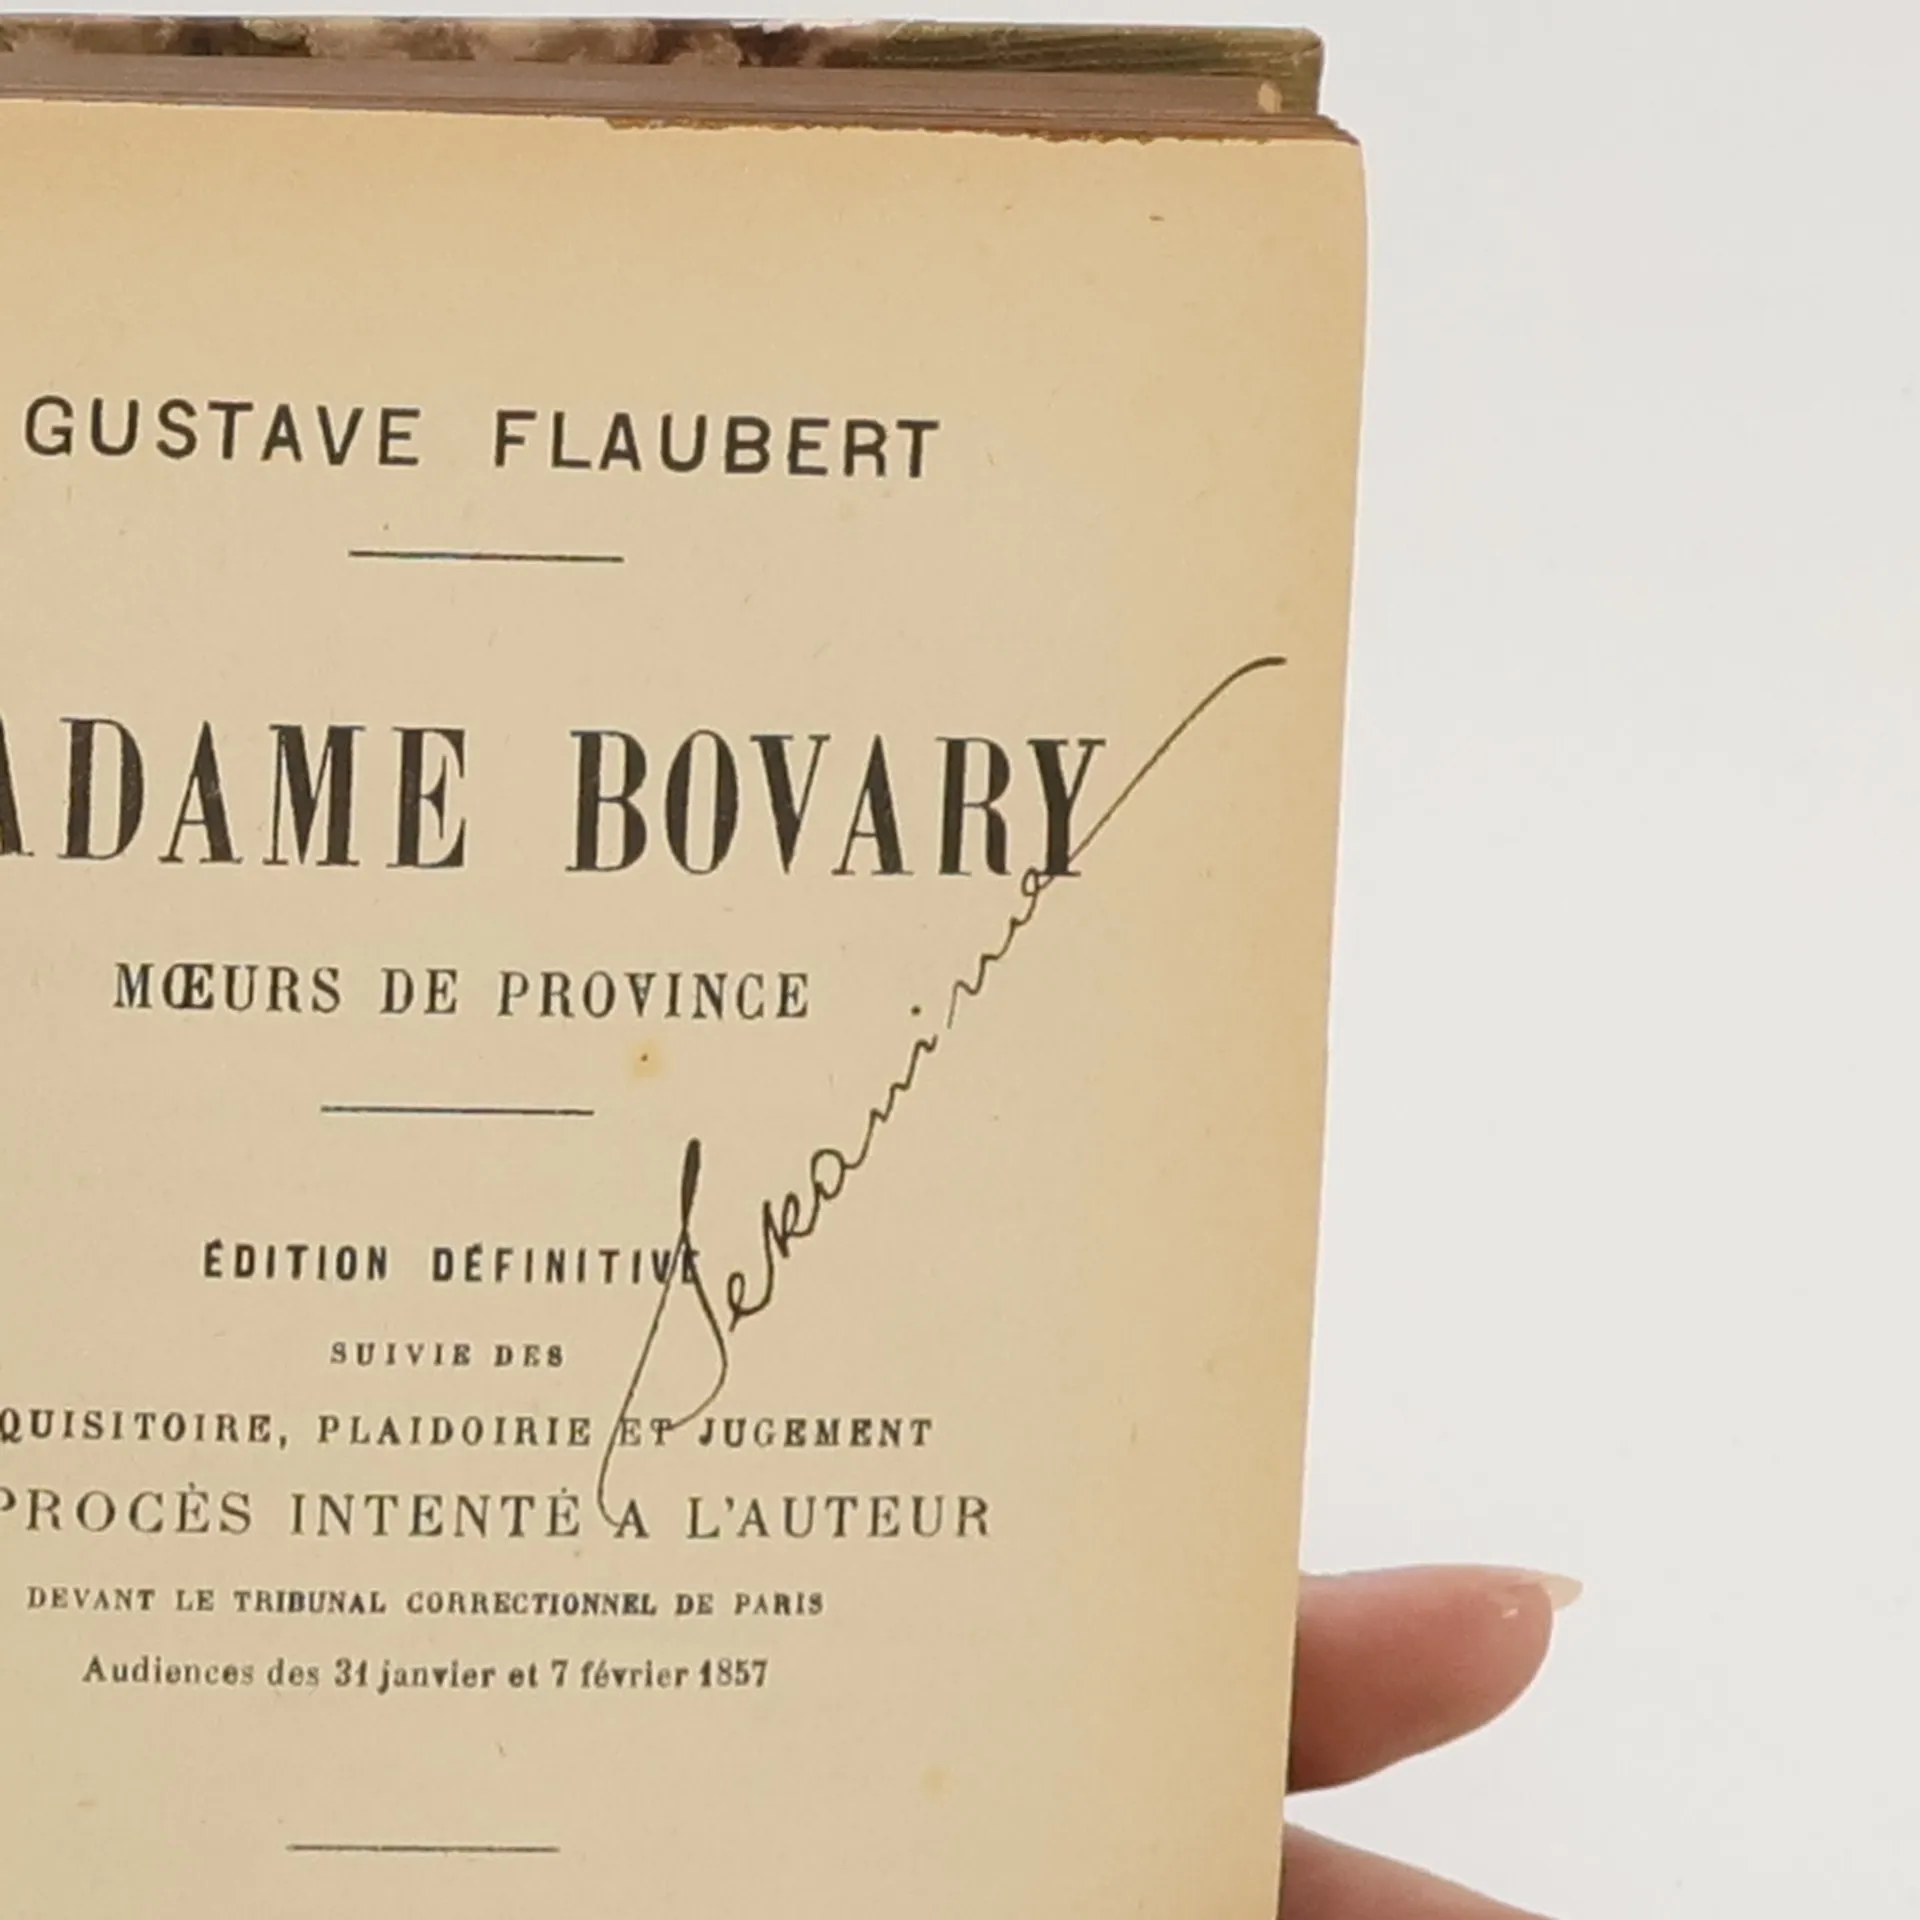 GUSTAVE FLAUBERT
ADAME BOVARY
MŒURS DE PROVINCE
ÉDITION DÉFINITIVE
SUIVIE DES
QUISITOIRE, PLAIDOIRIE ET JUGEMENT
PROCÈS INTENTÉ A L'AUTEUR
DEVANT LE TRIBUNAL CORRECTIONNEL DE PARIS
Audiences des 31 janvier et 7 février 1857